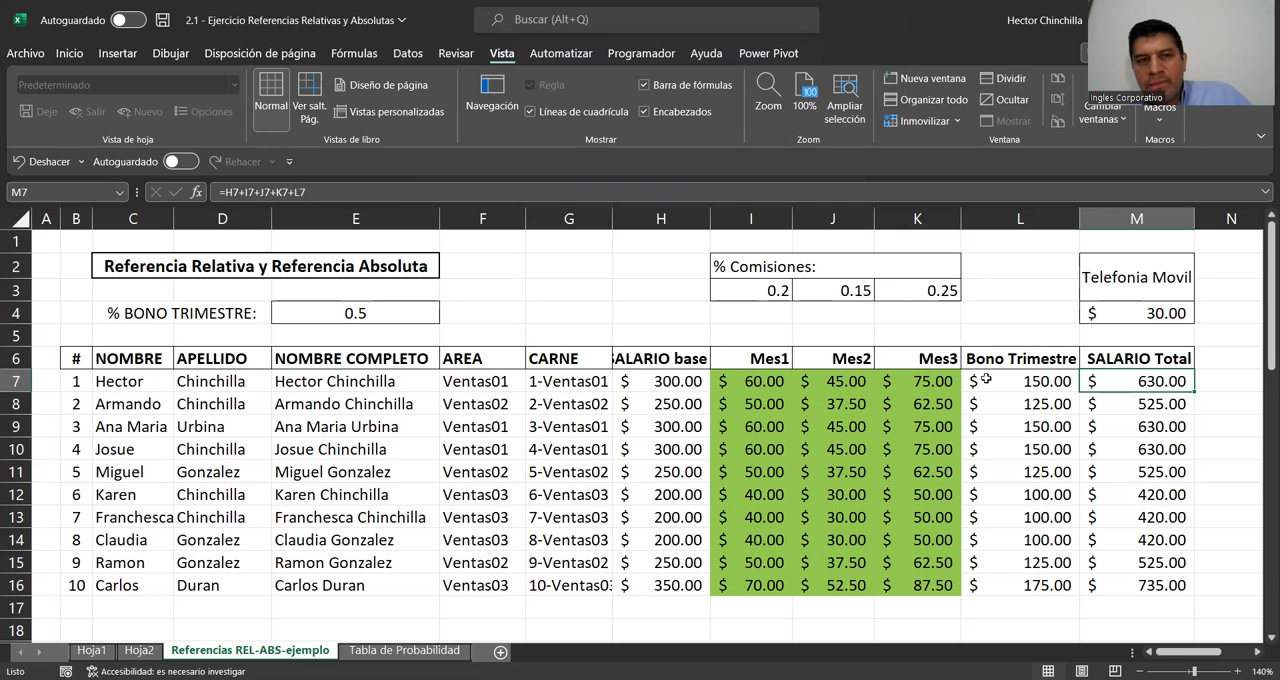 Autoguardado 2.1 - Ejercicio Referencias Relativas y Absolutas Buscar (Alt+Q) Hector Chinchilla
Archivo Inicio Insertar Dibujar Disposición de página Fórmulas Datos Revisar Vista Automatizar Programador Ayuda Power Pivot
Predeterminado
Deje Salir Nuevo Opciones
Vista de hoja
Normal Ver salt. Pág. Diseño de página Vistas personalizadas
Vistas de libro
Navegación Regla Barra de fórmulas
Líneas de cuadrícula Encabezados
Mostrar
Zoom 100% Ampliar selección
100
Zoom
Nueva ventana Dividir
Organizar todo Ocultar
Inmovilizar Mostrar
Cambiar ventanas
Ventana
Macros
Macros
Ingles Corporativo
Deshacer Autoguardado Rehacer
M7 fx =H7+I7+J7+K7+L7
A B C D E F G H I J K L M N
1
2 Referencia Relativa y Referencia Absoluta % Comisiones: Telefonia Movil
3 0.2 0.15 0.25
4 % BONO TRIMESTRE: 0.5 $ 30.00
5
6 # NOMBRE APELLIDO NOMBRE COMPLETO AREA CARNE SALARIO base Mes1 Mes2 Mes3 Bono Trimestre SALARIO Total
7 1 Hector Chinchilla Hector Chinchilla Ventas01 1-Ventas01 $ 300.00 $ 60.00 $ 45.00 $ 75.00 $ 150.00 $ 630.00
8 2 Armando Chinchilla Armando Chinchilla Ventas02 2-Ventas02 $ 250.00 $ 50.00 $ 37.50 $ 62.50 $ 125.00 $ 525.00
9 3 Ana Maria Urbina Ana Maria Urbina Ventas01 3-Ventas01 $ 300.00 $ 60.00 $ 45.00 $ 75.00 $ 150.00 $ 630.00
10 4 Josue Chinchilla Josue Chinchilla Ventas01 4-Ventas01 $ 300.00 $ 60.00 $ 45.00 $ 75.00 $ 150.00 $ 630.00
11 5 Miguel Gonzalez Miguel Gonzalez Ventas02 5-Ventas02 $ 250.00 $ 50.00 $ 37.50 $ 62.50 $ 125.00 $ 525.00
12 6 Karen Chinchilla Karen Chinchilla Ventas03 6-Ventas03 $ 200.00 $ 40.00 $ 30.00 $ 50.00 $ 100.00 $ 420.00
13 7 Franchesca Chinchilla Franchesca Chinchilla Ventas03 7-Ventas03 $ 200.00 $ 40.00 $ 30.00 $ 50.00 $ 100.00 $ 420.00
14 8 Claudia Gonzalez Claudia Gonzalez Ventas03 8-Ventas03 $ 200.00 $ 40.00 $ 30.00 $ 50.00 $ 100.00 $ 420.00
15 9 Ramon Gonzalez Ramon Gonzalez Ventas02 9-Ventas02 $ 250.00 $ 50.00 $ 37.50 $ 62.50 $ 125.00 $ 525.00
16 10 Carlos Duran Carlos Duran Ventas03 10-Ventas03 $ 350.00 $ 70.00 $ 52.50 $ 87.50 $ 175.00 $ 735.00
17
18
Hoja1 Hoja2 Referencias REL-ABS-ejemplo Tabla de Probabilidad
Listo Accesibilidad: es necesario investigar 140%